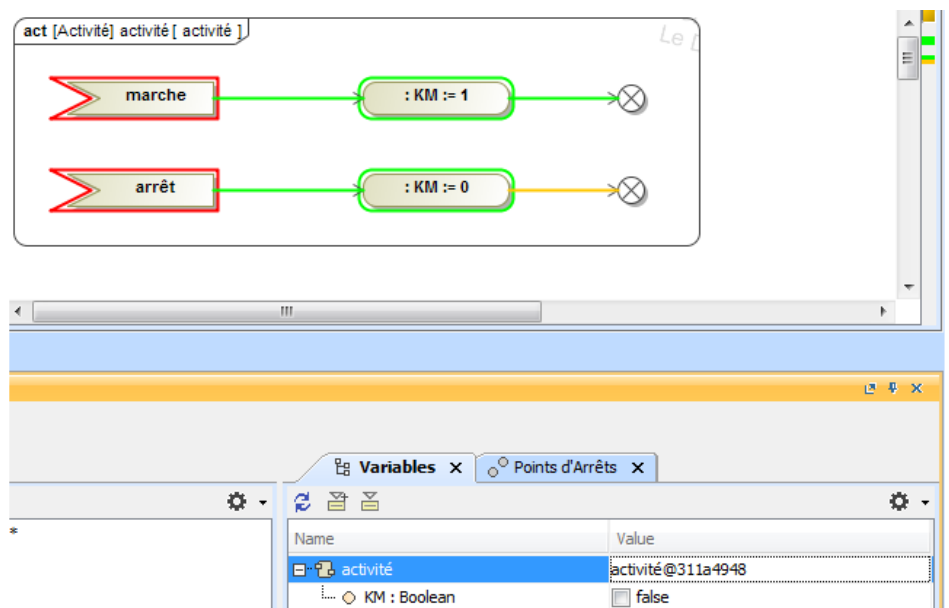 act [Activité] activité [ activité ]
Le
marche
: KM := 1
arrêt
: KM := 0
Variables
Points d'Arrêts
*
Name
Value
activité
activité@311a4948
KM : Boolean
false